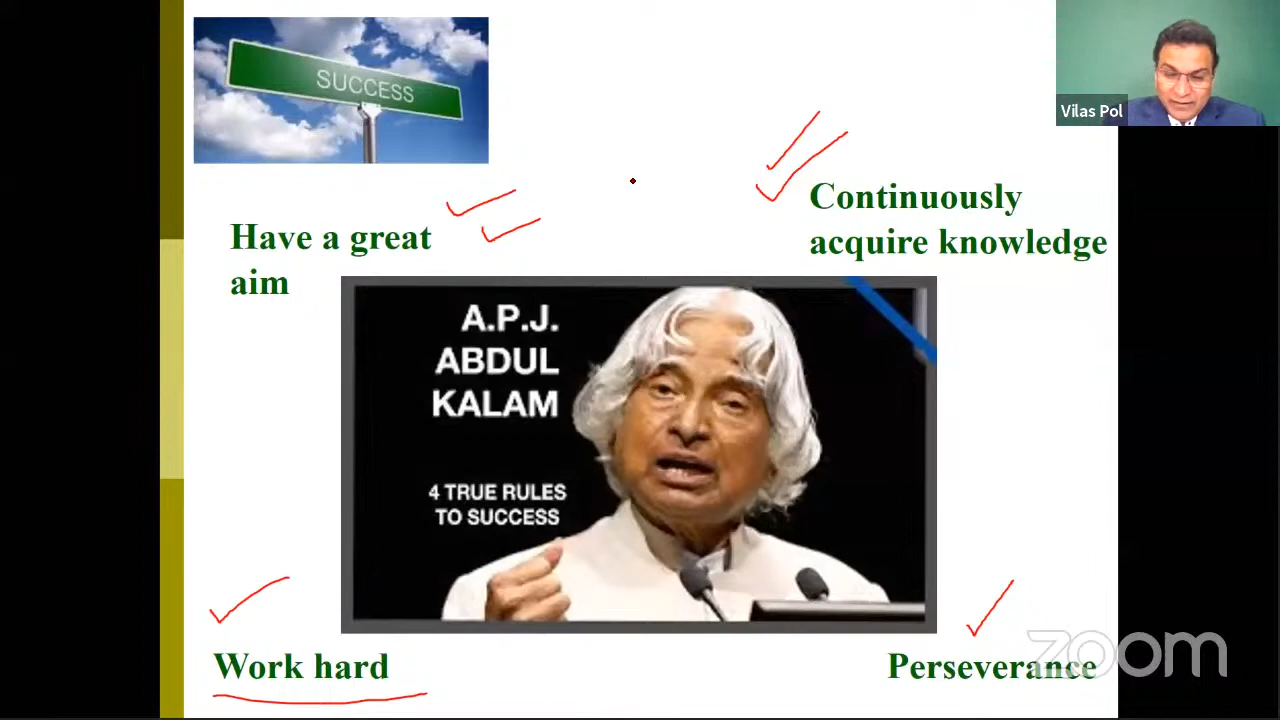 SUCCESS
Vilas Pol
Continuously
acquire knowledge
Have a great
aim
A.P.J.
ABDUL
KALAM
4 TRUE RULES
TO SUCCESS
Work hard
Perseverance
zoom